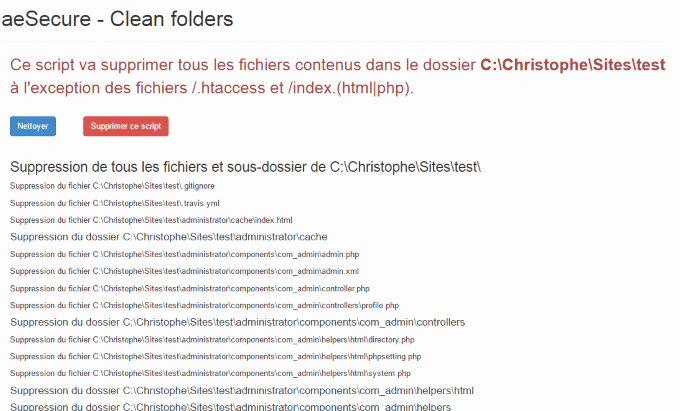 aeSecure - Clean folders
Ce script va supprimer tous les fichiers contenus dans le dossier C:\Christophe\Sites\test
à l'exception des fichiers /.htaccess et /index.(html|php).
Nettoyer Supprimer ce script
Suppression de tous les fichiers et sous-dossier de C:\Christophe\Sites\test\
Suppression du fichier C:\Christophe\Sites\test\.gitignore
Suppression du fichier C:\Christophe\Sites\test\.travis.yml
Suppression du fichier C:\Christophe\Sites\test\administrator\cache\index.html
Suppression du dossier C:\Christophe\Sites\test\administrator\cache
Suppression du fichier C:\Christophe\Sites\test\administrator\components\com_admin\admin.php
Suppression du fichier C:\Christophe\Sites\test\administrator\components\com_admin\admin.xml
Suppression du fichier C:\Christophe\Sites\test\administrator\components\com_admin\controller.php
Suppression du fichier C:\Christophe\Sites\test\administrator\components\com_admin\controllers\profile.php
Suppression du dossier C:\Christophe\Sites\test\administrator\components\com_admin\controllers
Suppression du fichier C:\Christophe\Sites\test\administrator\components\com_admin\helpers\html\directory.php
Suppression du fichier C:\Christophe\Sites\test\administrator\components\com_admin\helpers\html\phpsetting.php
Suppression du fichier C:\Christophe\Sites\test\administrator\components\com_admin\helpers\html\system.php
Suppression du dossier C:\Christophe\Sites\test\administrator\components\com_admin\helpers\html
Suppression du dossier C:\Christophe\Sites\test\administrator\components\com_admin\helpers